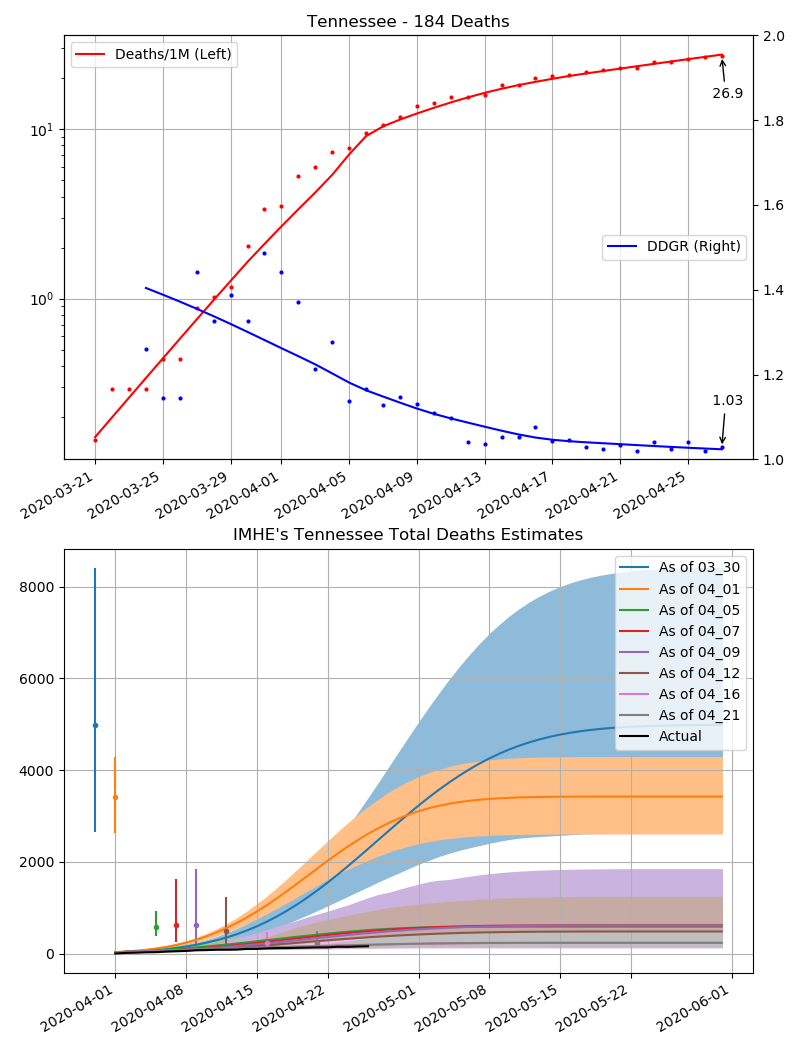 Tennessee - 184 Deaths
Deaths/1M (Left)
2.0
1.8
1.6
1.4
1.2
1.0
10¹
10⁰
26.9
DDGR (Right)
1.03
2020-03-21
2020-03-25
2020-03-29
2020-04-01
2020-04-05
2020-04-09
2020-04-13
2020-04-17
2020-04-21
2020-04-25
IMHE's Tennessee Total Deaths Estimates
8000
6000
4000
2000
0
As of 03_30
As of 04_01
As of 04_05
As of 04_07
As of 04_09
As of 04_12
As of 04_16
As of 04_21
Actual
2020-04-01
2020-04-08
2020-04-15
2020-04-22
2020-05-01
2020-05-08
2020-05-15
2020-05-22
2020-06-01